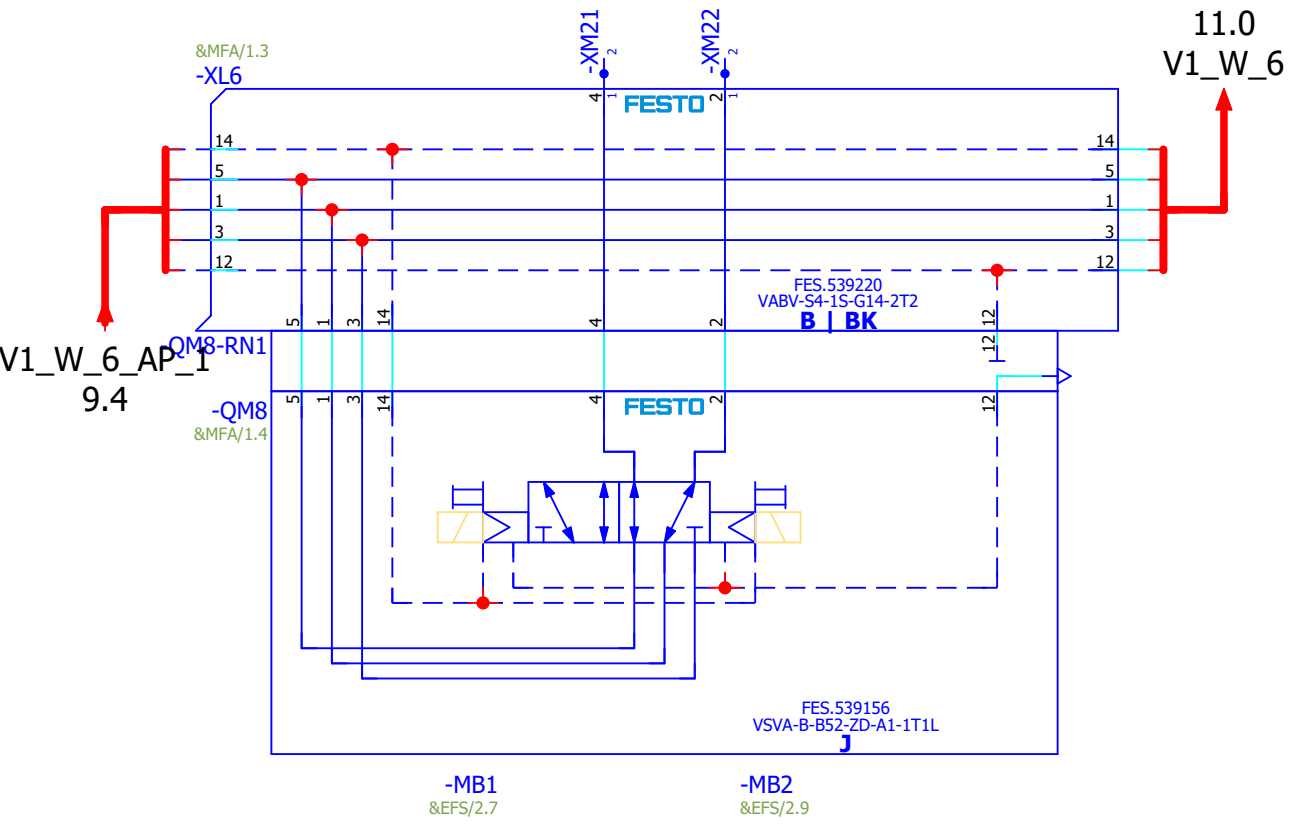 11.0
V1_W_6
-XM21
2
-XM22
2
&MFA/1.3
-XL6
4
1
FESTO
2
1
14
14
5
5
1
1
3
3
12
12
FES.539220
VABV-S4-1S-G14-2T2
B | BK
5
1
3
14
4
2
12
-QM8-RN1
12
V1_W_6_AP_1
9.4
-QM8
&MFA/1.4
5
1
3
14
4
FESTO
2
12
FES.539156
VSVA-B-B52-ZD-A1-1T1L
J
-MB1
&EFS/2.7
-MB2
&EFS/2.9